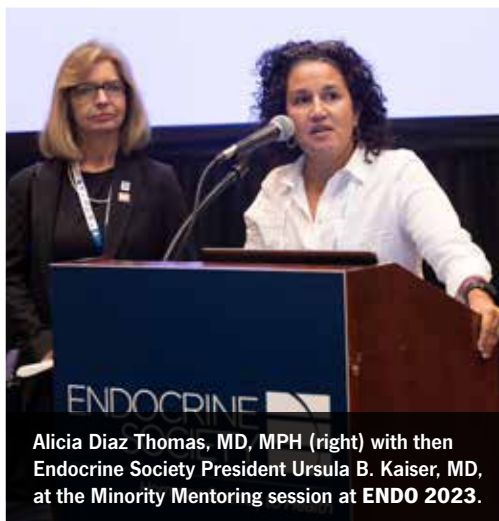 ENDOCRINE
SOCIETY
Alicia Diaz Thomas, MD, MPH (right) with then
Endocrine Society President Ursula B. Kaiser, MD,
at the Minority Mentoring session at ENDO 2023.